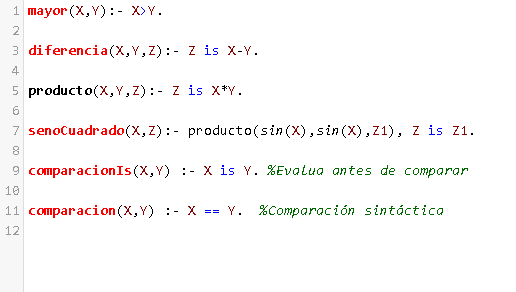 1 mayor(X,Y):- X>Y.
2
3 diferencia(X,Y,Z):- Z is X-Y.
4
5 producto(X,Y,Z):- Z is X*Y.
6
7 senoCuadrado(X,Z):- producto(sin(X),sin(X),Z1), Z is Z1.
8
9 comparacionIs(X,Y) :- X is Y. %Evalua antes de comparar
10
11 comparacion(X,Y) :- X == Y.  %Comparación sintáctica
12